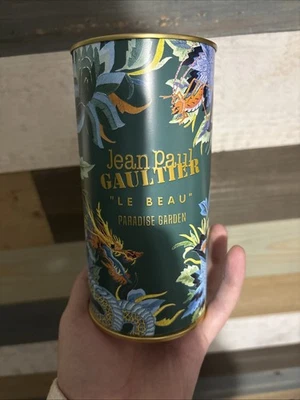 Jean Paul
GAULTIER
"LE BEAU"
PARADISE GARDEN